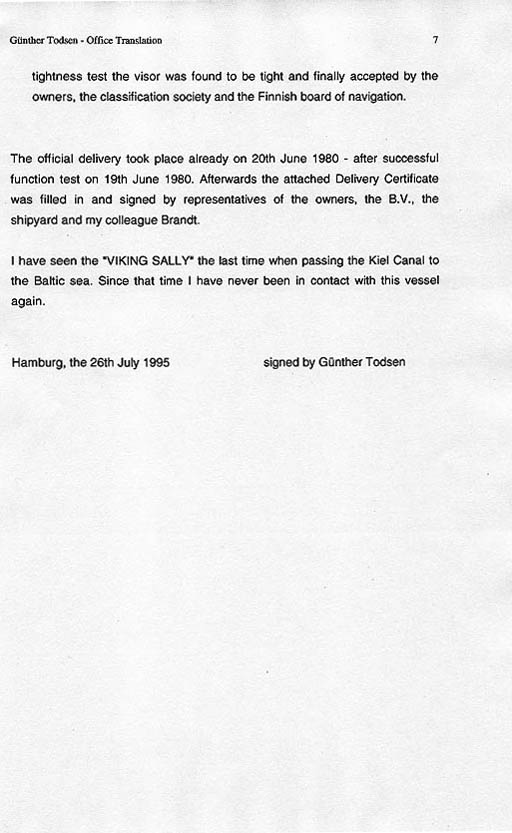 Günther Todsen - Office Translation 7
tightness test the visor was found to be tight and finally accepted by the
owners, the classification society and the Finnish board of navigation.
The official delivery took place already on 20th June 1980 - after successful
function test on 19th June 1980. Afterwards the attached Delivery Certificate
was filled in and signed by representatives of the owners, the B.V., the
shipyard and my colleague Brandt.
I have seen the "VIKING SALLY" the last time when passing the Kiel Canal to
the Baltic sea. Since that time I have never been in contact with this vessel
again.
Hamburg, the 26th July 1995 signed by Günther Todsen